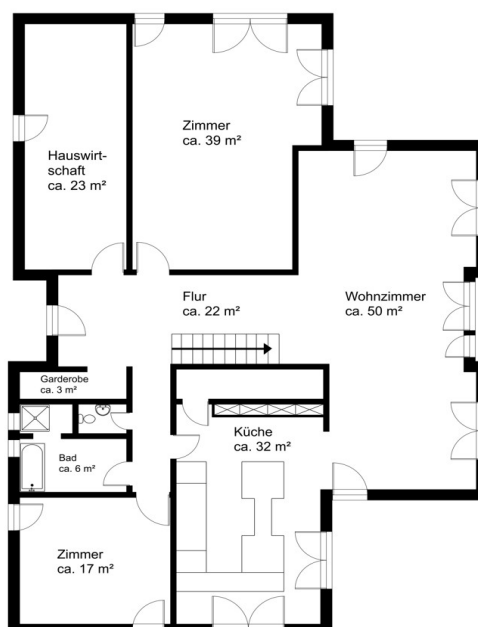 Zimmer
ca. 39 m²
Hauswirt-
schaft
ca. 23 m²
Flur
ca. 22 m²
Wohnzimmer
ca. 50 m²
Garderobe
ca. 3 m²
Küche
ca. 32 m²
Bad
ca. 6 m²
Zimmer
ca. 17 m²